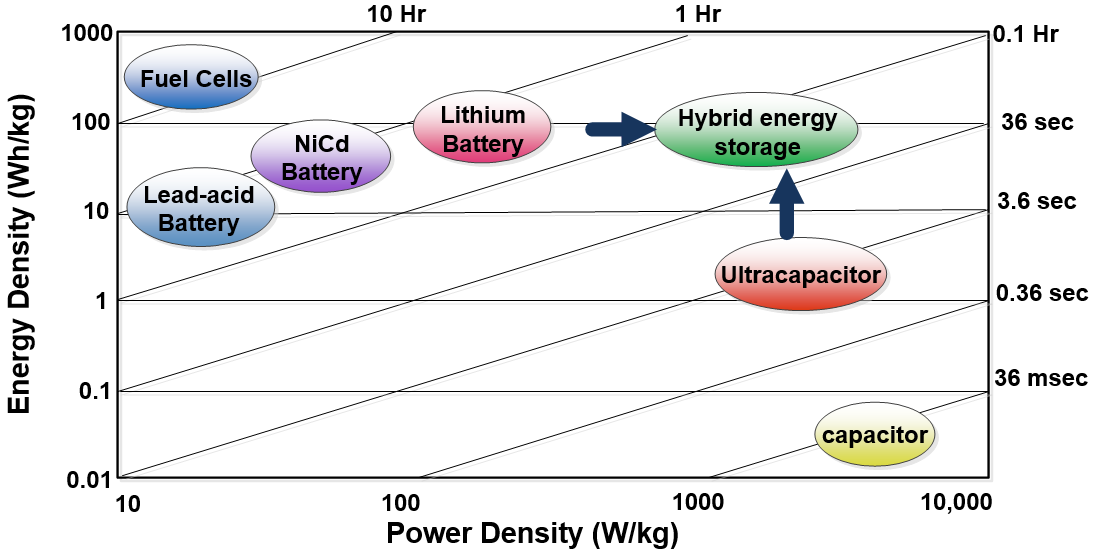 10 Hr
1 Hr
1000
0.1 Hr
Fuel Cells
100
Lithium
Battery
Hybrid energy
storage
36 sec
NiCd
Battery
Lead-acid
Battery
10
3.6 sec
Ultracapacitor
1
0.36 sec
0.1
36 msec
capacitor
0.01
10
100
1000
10,000
Energy Density (Wh/kg)
Power Density (W/kg)